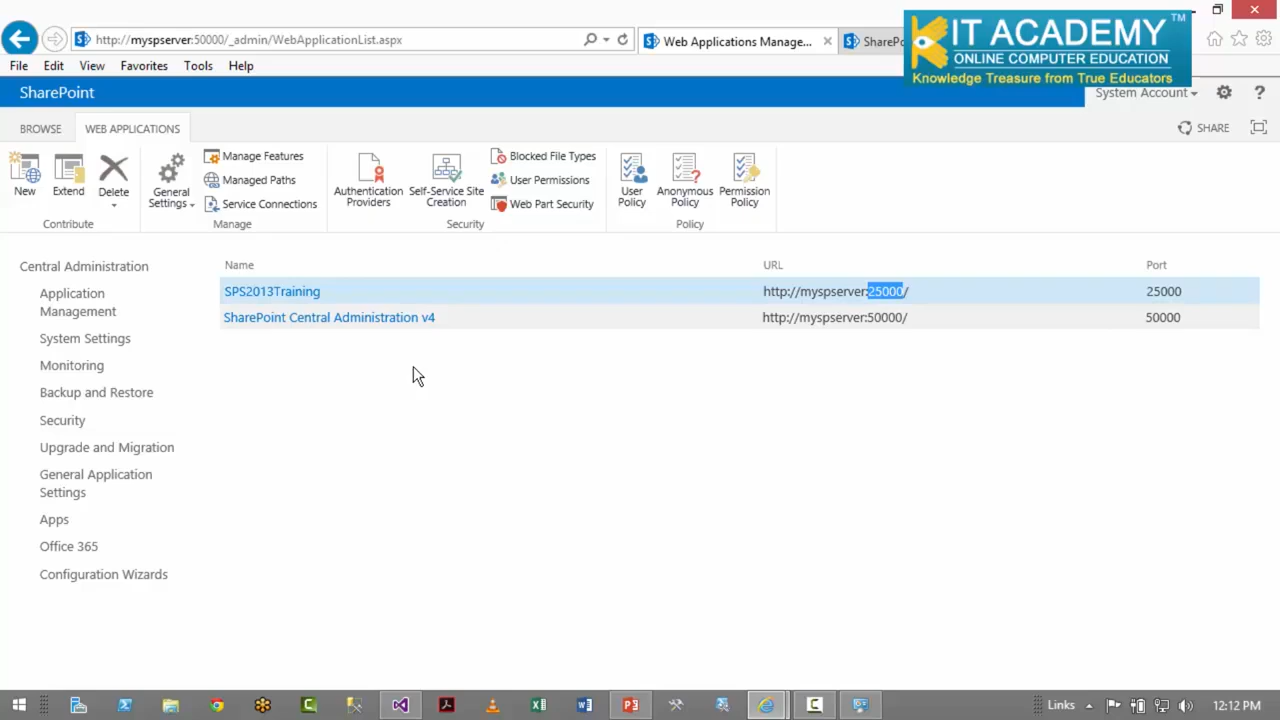 http://myspserver:50000/_admin/WebApplicationList.aspx
Web Applications Manage...
IT ACADEMY TM
ONLINE COMPUTER EDUCATION
Knowledge Treasure from True Educators
File Edit View Favorites Tools Help
SharePoint
System Account
?
BROWSE
WEB APPLICATIONS
SHARE
New
Extend
Delete
Contribute
General Settings
Manage Features
Managed Paths
Service Connections
Manage
Authentication Providers
Self-Service Site Creation
Blocked File Types
User Permissions
Web Part Security
Security
User Policy
Anonymous Policy
Permission Policy
Policy
Central Administration
Application
Management
System Settings
Monitoring
Backup and Restore
Security
Upgrade and Migration
General Application
Settings
Apps
Office 365
Configuration Wizards
Name URL Port
SPS2013Training http://myspserver:25000/ 25000
SharePoint Central Administration v4 http://myspserver:50000/ 50000
Links
12:12 PM